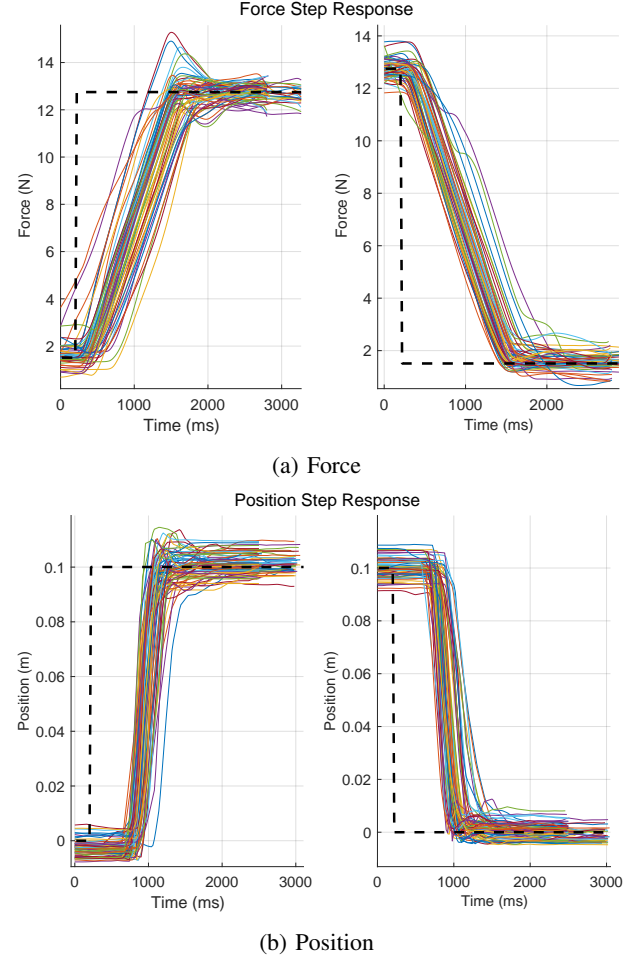 Force Step Response
14
12
10
8
6
4
2
Force (N)
0 1000 2000 3000
Time (ms)
14
12
10
8
6
4
2
Force (N)
0 1000 2000
Time (ms)
(a) Force
Position Step Response
0.1
0.08
0.06
0.04
0.02
0
Position (m)
0 1000 2000 3000
Time (ms)
0.1
0.08
0.06
0.04
0.02
0
Position (m)
0 1000 2000 3000
Time (ms)
(b) Position